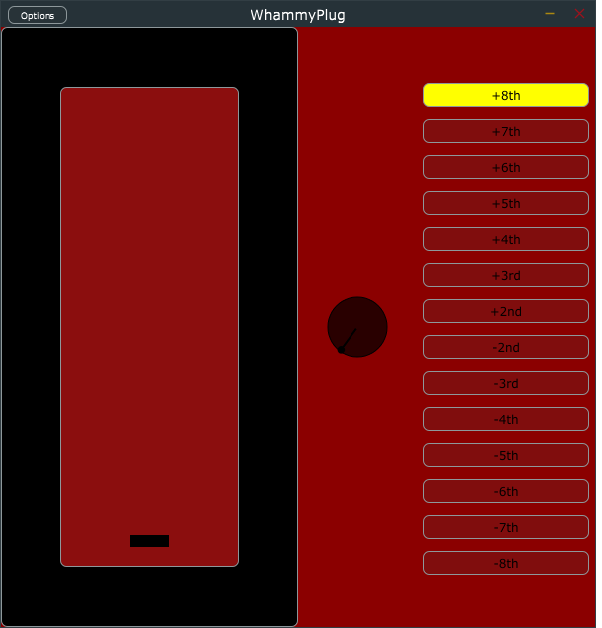 Options
WhammyPlug
+8th
+7th
+6th
+5th
+4th
+3rd
+2nd
-2nd
-3rd
-4th
-5th
-6th
-7th
-8th